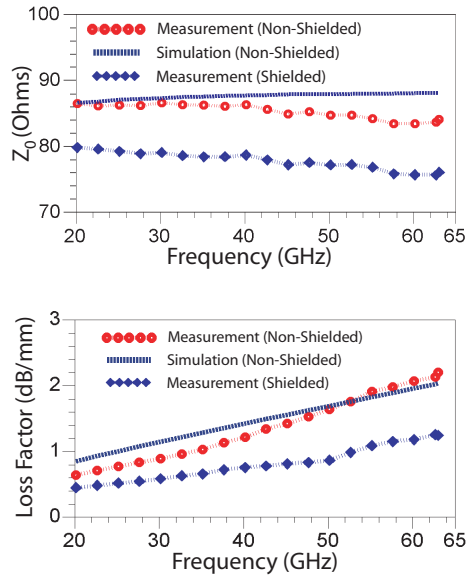 100
90
80
70
Z0 (Ohms)
Measurement (Non-Shielded)
Simulation (Non-Shielded)
Measurement (Shielded)
20 30 40 50 60 65
Frequency (GHz)
3
2
1
0
Loss Factor (dB/mm)
Measurement (Non-Shielded)
Simulation (Non-Shielded)
Measurement (Shielded)
20 30 40 50 60 65
Frequency (GHz)